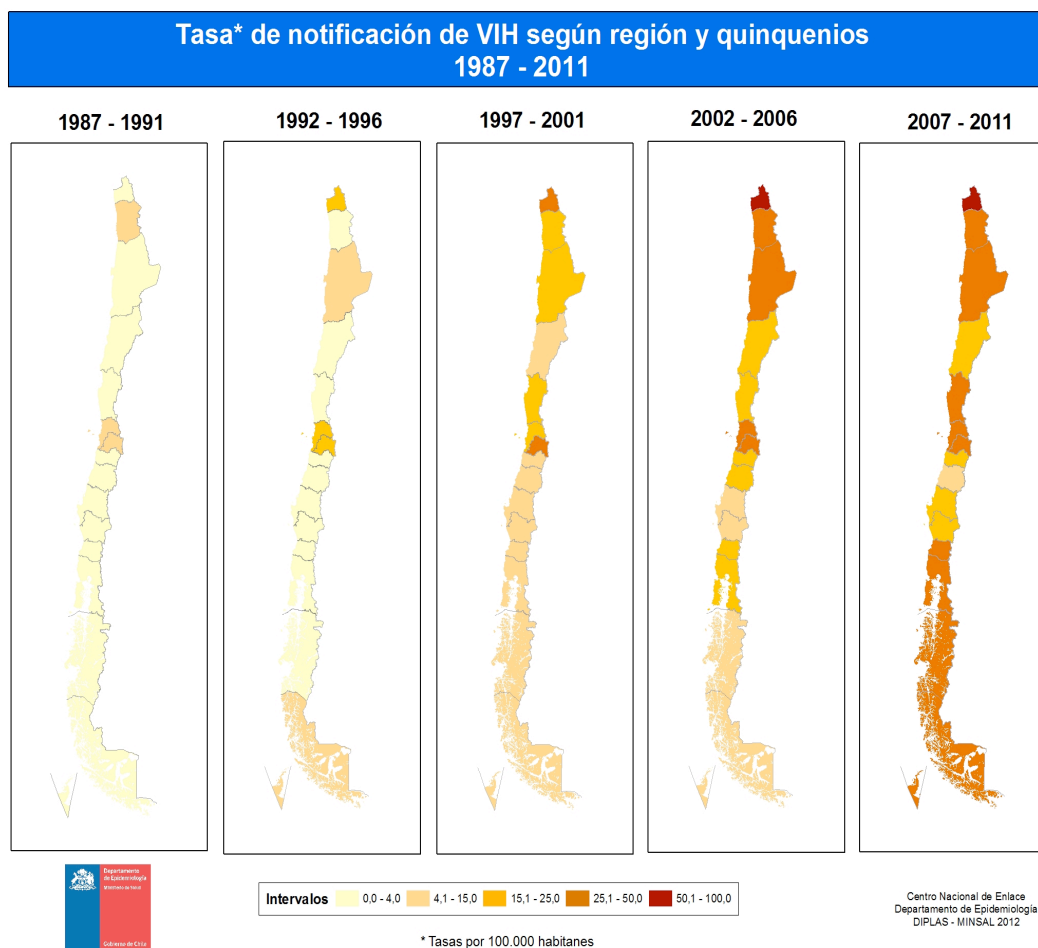 Tasa* de notificación de VIH según región y quinquenios
1987 - 2011
1987 - 1991
1992 - 1996
1997 - 2001
2002 - 2006
2007 - 2011
Departamento
de Epidemiología
Ministerio de Salud
Gobierno de Chile
Intervalos
0,0 - 4,0
4,1 - 15,0
15,1 - 25,0
25,1 - 50,0
50,1 - 100,0
* Tasas por 100.000 habitanes
Centro Nacional de Enlace
Departamento de Epidemiología
DIPLAS - MINSAL 2012